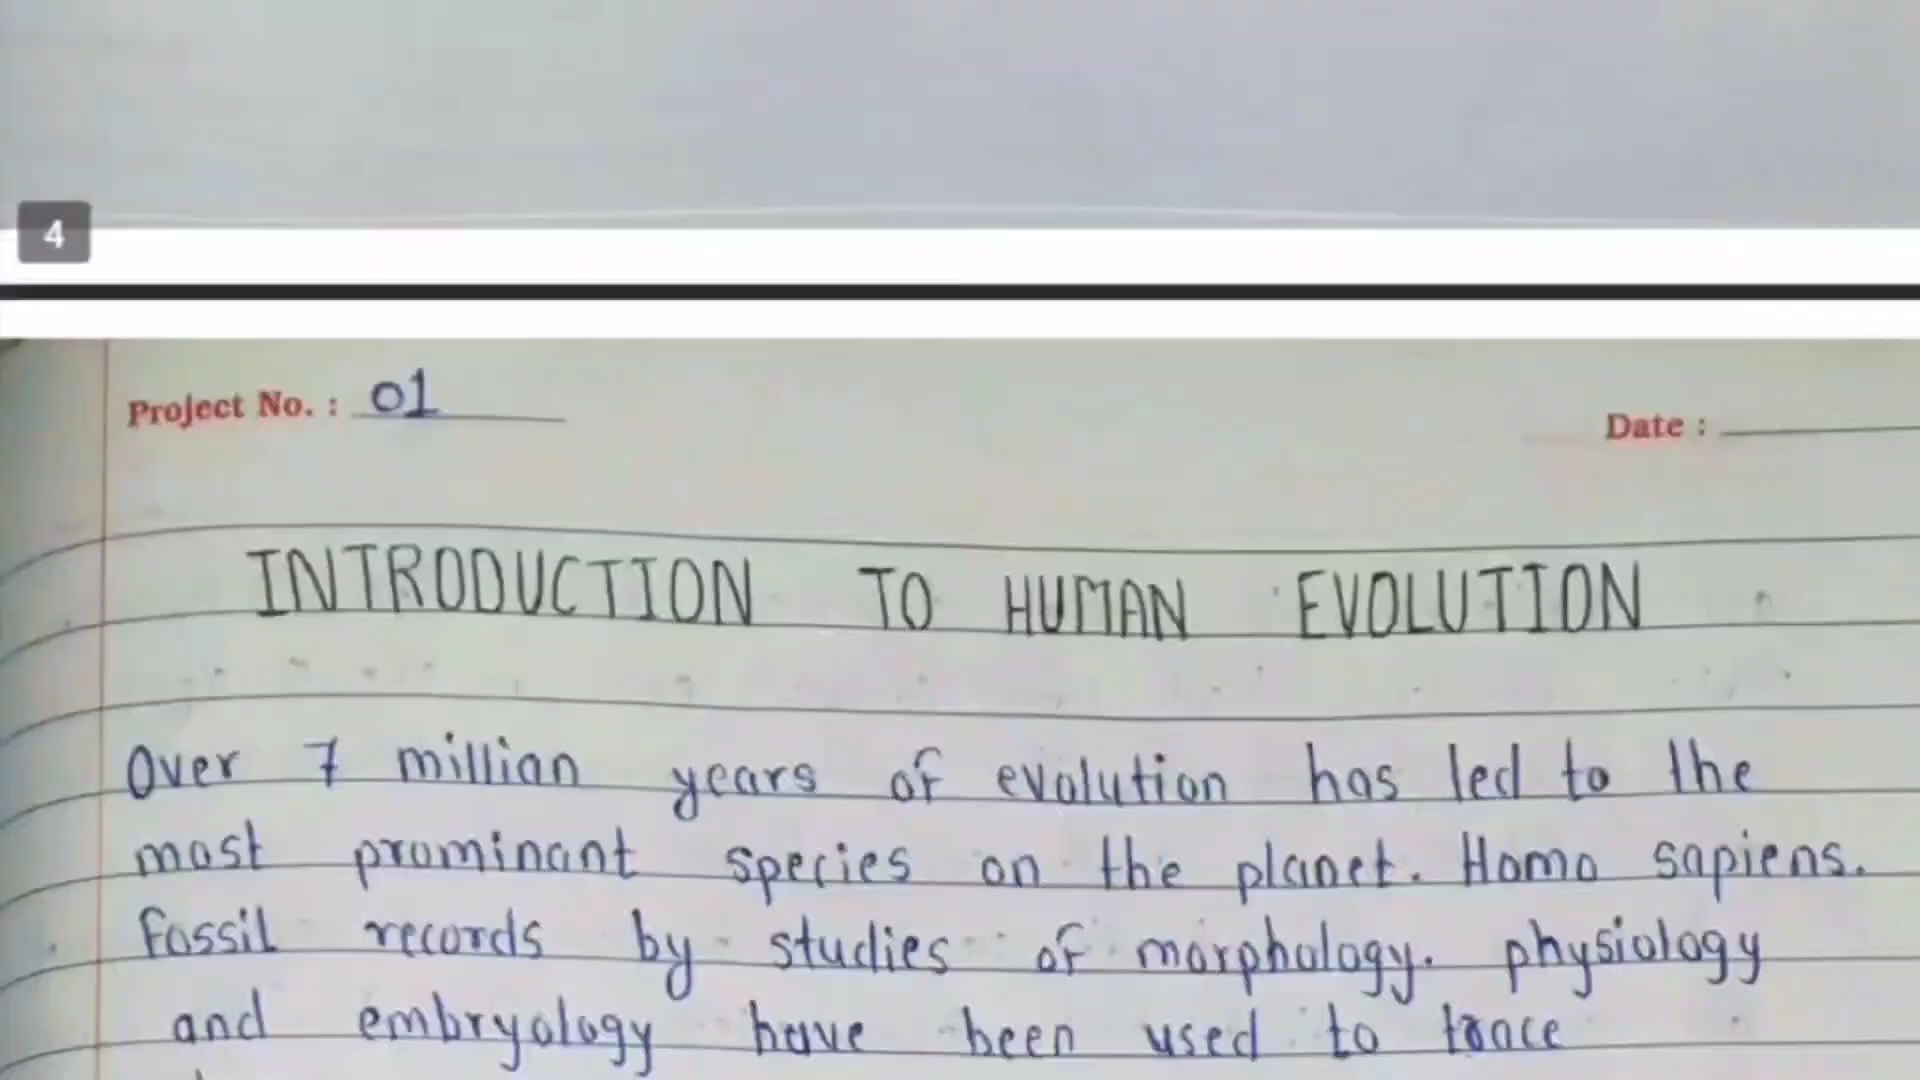 4
Project No. : 01
Date :
INTRODUCTION TO HUMAN EVOLUTION
Over 7 million years of evolution has led to the
most prominant species on the planet. Homo sapiens.
Fossil records by studies of morphology. physiology
and embryology have been used to trace